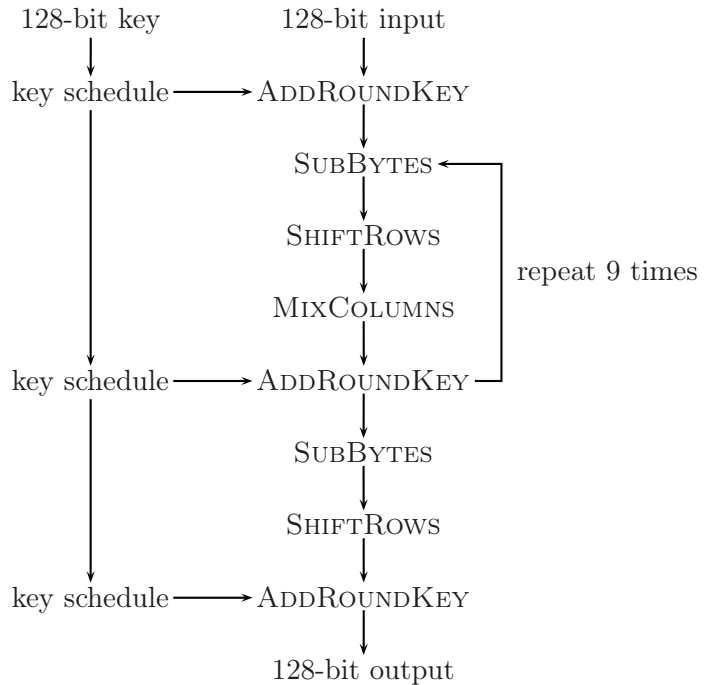 128-bit key
128-bit input
key schedule
ADDROUNDKEY
SUBBYTES
SHIFTROWS
repeat 9 times
MIXCOLUMNS
key schedule
ADDROUNDKEY
SUBBYTES
SHIFTROWS
key schedule
ADDROUNDKEY
128-bit output